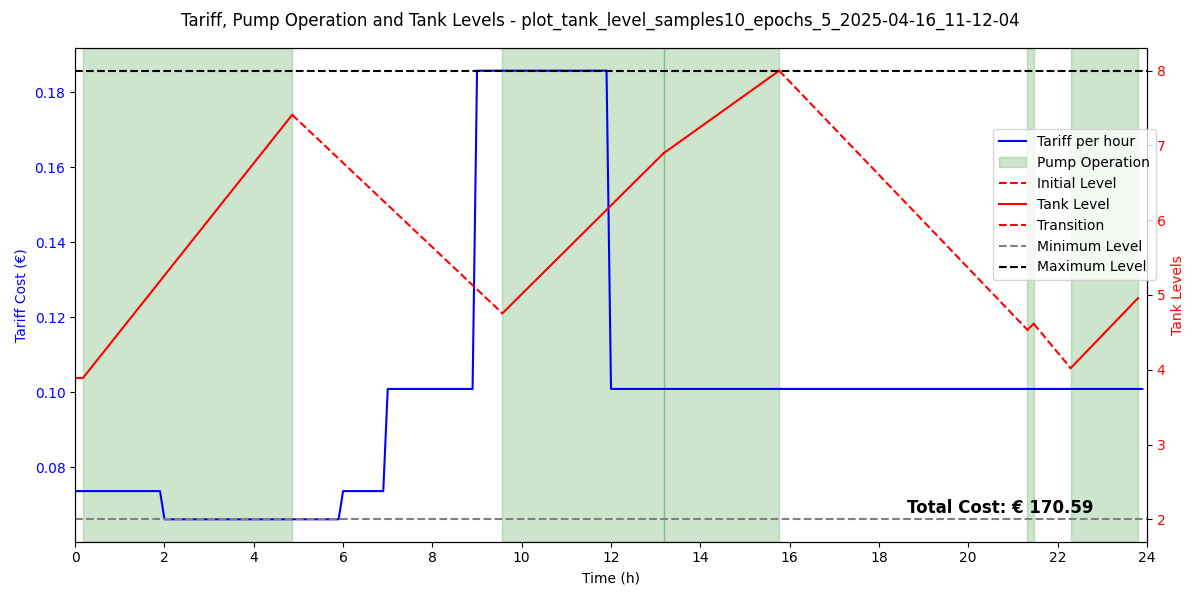 Tariff, Pump Operation and Tank Levels - plot_tank_level_samples10_epochs_5_2025-04-16_11-12-04
0.18
0.16
0.14
0.12
0.10
0.08
Tariff Cost (€)
8
7
6
5
4
3
2
Tank Levels
Tariff per hour
Pump Operation
Initial Level
Tank Level
Transition
Minimum Level
Maximum Level
Total Cost: € 170.59
0 2 4 6 8 10 12 14 16 18 20 22 24
Time (h)